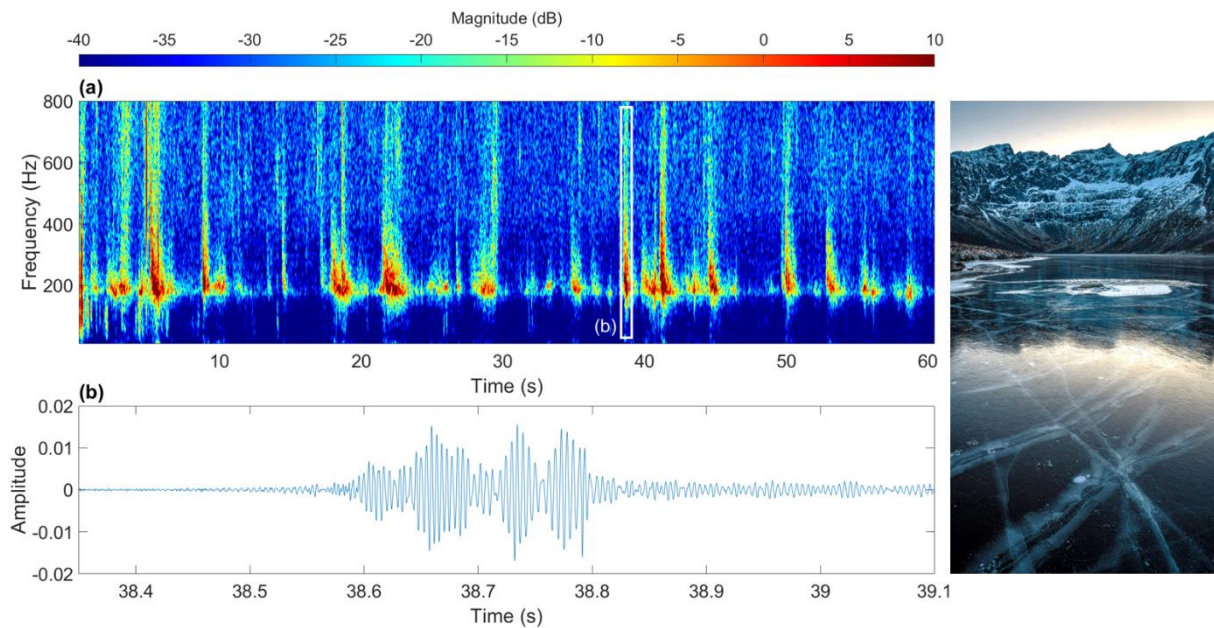 Magnitude (dB)
-40 -35 -30 -25 -20 -15 -10 -5 0 5 10
(a)
800
600
400
200
Frequency (Hz)
(b)
10 20 30 40 50 60
Time (s)
(b)
0.02
0.01
0
-0.01
-0.02
Amplitude
38.4 38.5 38.6 38.7 38.8 38.9 39 39.1
Time (s)